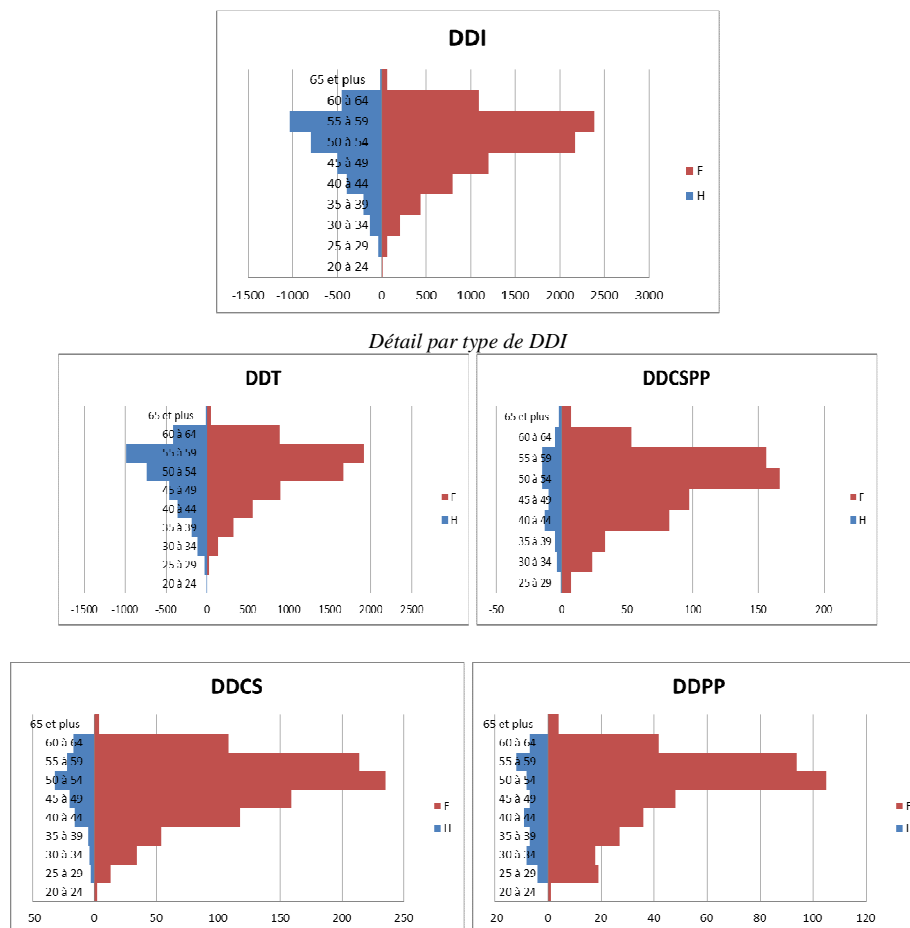 DDI
65 et plus
60 à 64
55 à 59
50 à 54
45 à 49
40 à 44
35 à 39
30 à 34
25 à 29
20 à 24
F
H
-1500 -1000 -500 0 500 1000 1500 2000 2500 3000
Détail par type de DDI
DDT
65 et plus
60 à 64
55 à 59
50 à 54
45 à 49
40 à 44
35 à 39
30 à 34
25 à 29
20 à 24
F
H
-1500 -1000 -500 0 500 1000 1500 2000 2500
DDCSPP
65 et plus
60 à 64
55 à 59
50 à 54
45 à 49
40 à 44
35 à 39
30 à 34
25 à 29
F
H
-50 0 50 100 150 200
DDCS
65 et plus
60 à 64
55 à 59
50 à 54
45 à 49
40 à 44
35 à 39
30 à 34
25 à 29
20 à 24
F
H
50 0 50 100 150 200 250
DDPP
65 et plus
60 à 64
55 à 59
50 à 54
45 à 49
40 à 44
35 à 39
30 à 34
25 à 29
20 à 24
F
20 0 20 40 60 80 100 120